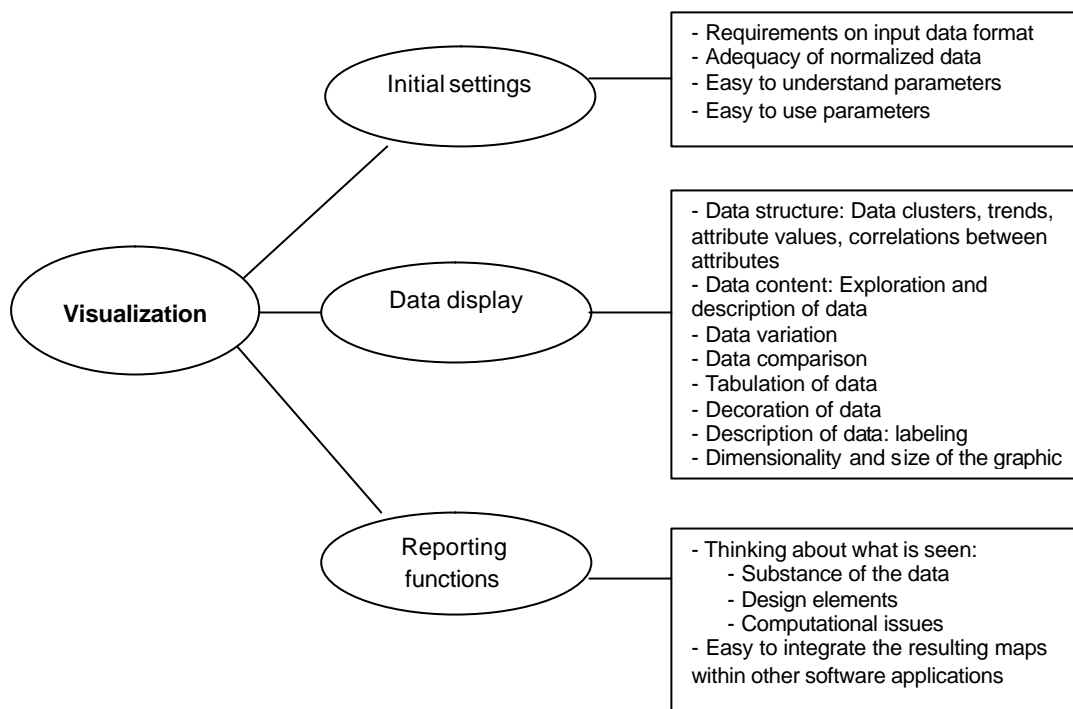 Visualization
Initial settings
- Requirements on input data format
- Adequacy of normalized data
- Easy to understand parameters
- Easy to use parameters
Data display
- Data structure: Data clusters, trends,
attribute values, correlations between
attributes
- Data content: Exploration and
description of data
- Data variation
- Data comparison
- Tabulation of data
- Decoration of data
- Description of data: labeling
- Dimensionality and size of the graphic
Reporting
functions
- Thinking about what is seen:
- Substance of the data
- Design elements
- Computational issues
- Easy to integrate the resulting maps
within other software applications